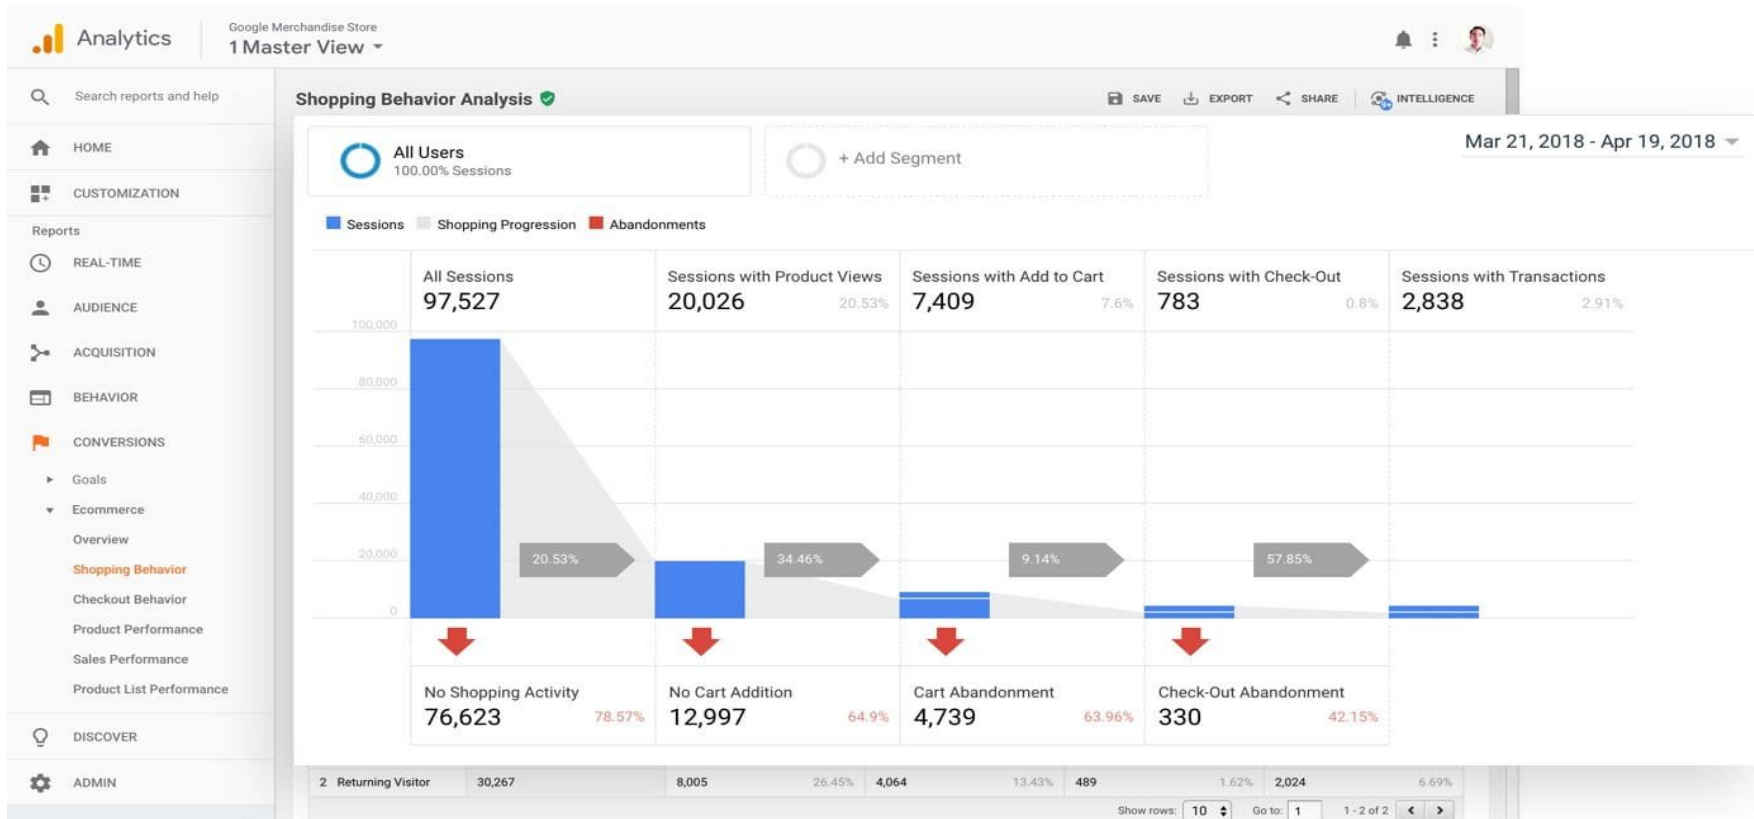 Analytics
Google Merchandise Store
1 Master View
Search reports and help
HOME
CUSTOMIZATION
Reports
REAL-TIME
AUDIENCE
ACQUISITION
BEHAVIOR
CONVERSIONS
Goals
Ecommerce
Overview
Shopping Behavior
Checkout Behavior
Product Performance
Sales Performance
Product List Performance
DISCOVER
ADMIN
Shopping Behavior Analysis
SAVE EXPORT SHARE INTELLIGENCE
All Users
100.00% Sessions
+ Add Segment
Mar 21, 2018 - Apr 19, 2018
Sessions Shopping Progression Abandonments
All Sessions
97,527
Sessions with Product Views
20,026 20.53%
Sessions with Add to Cart
7,409 7.6%
Sessions with Check-Out
783 0.8%
Sessions with Transactions
2,838 2.91%
100,000
80,000
60,000
40,000
20,000
0
20.53% 34.46% 9.14% 57.85%
No Shopping Activity
76,623 78.57%
No Cart Addition
12,997 64.9%
Cart Abandonment
4,739 63.96%
Check-Out Abandonment
330 42.15%
2 Returning Visitor 30,267 8,005 26.45% 4,064 13.43% 489 1.62% 2,024 6.69%
Show rows: 10 Go to: 1 1 - 2 of 2